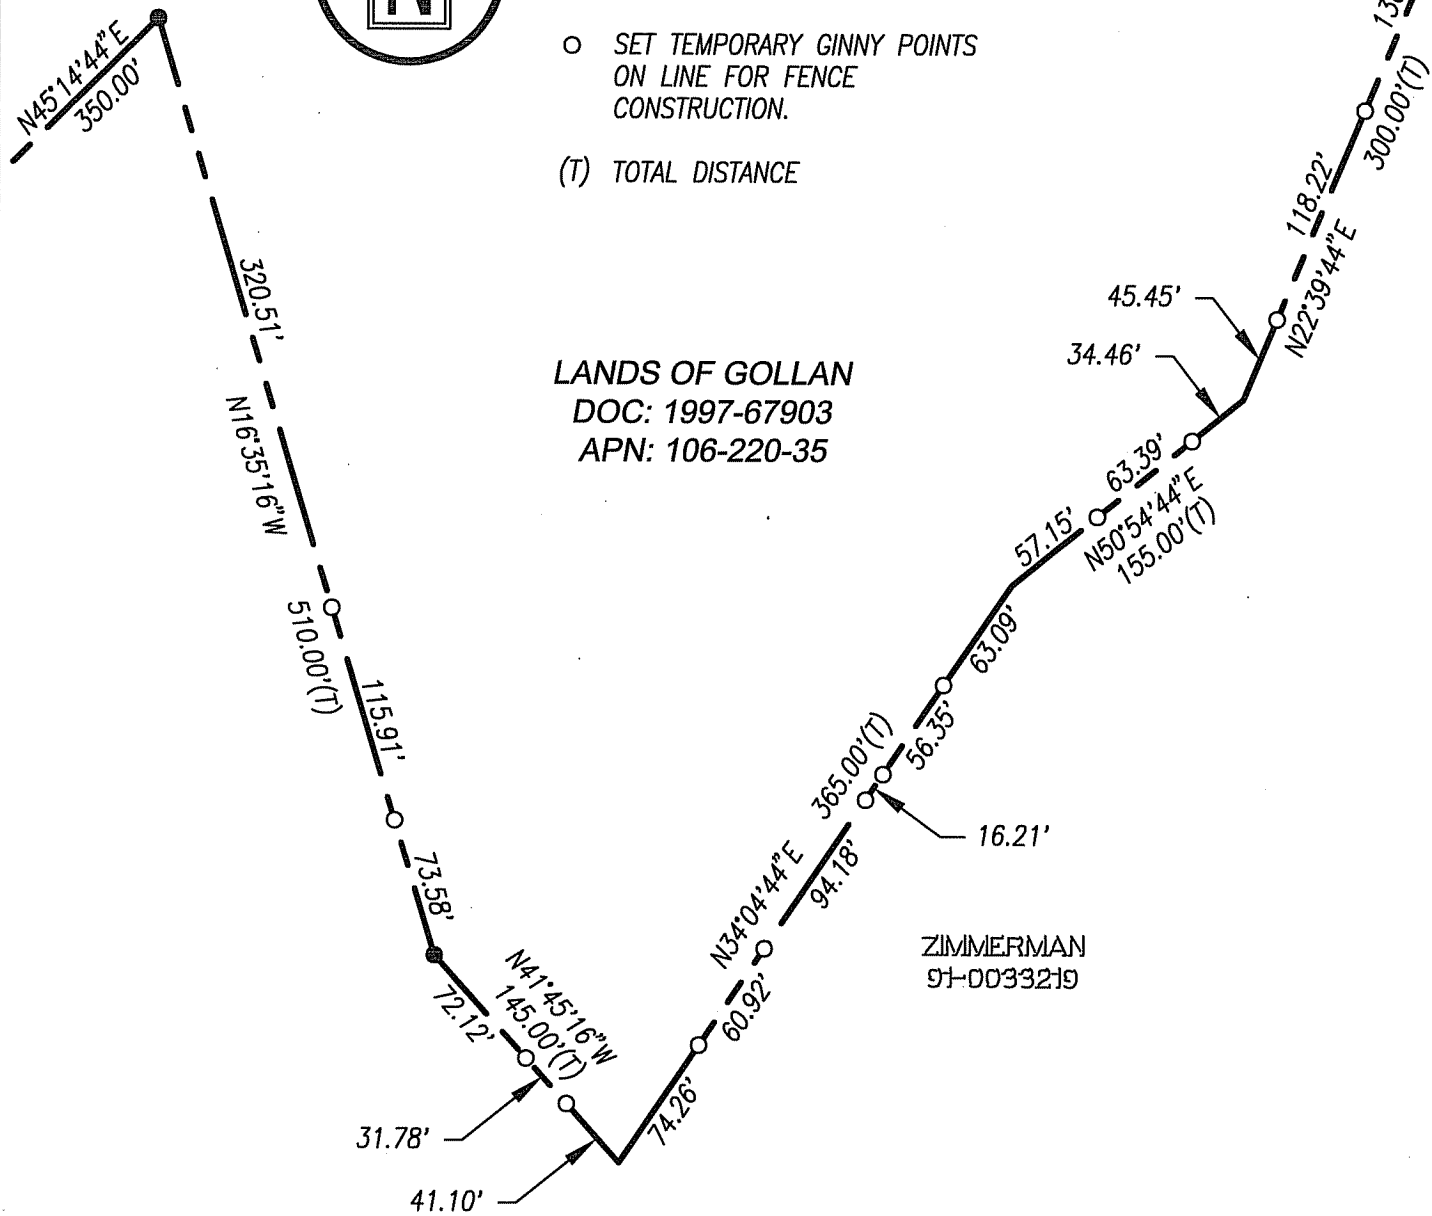 N
SET TEMPORARY GINNY POINTS
ON LINE FOR FENCE
CONSTRUCTION.
(T) TOTAL DISTANCE
N45°14'44"E
350.00'
320.51'
N16°35'16"W
510.00'(T)
115.91'
73.58'
N41°45'16"W
145.00'(T)
72.12'
31.78'
41.10'
LANDS OF GOLLAN
DOC: 1997-67903
APN: 106-220-35
300.00'(T)
118.22'
N22°39'44"E
45.45'
34.46'
63.39'
N50°54'44"E
155.00'(T)
57.15'
63.09'
56.35'
365.00'(T)
16.21'
N34°04'44"E
94.18'
60.92'
74.26'
ZIMMERMAN
91-0033219